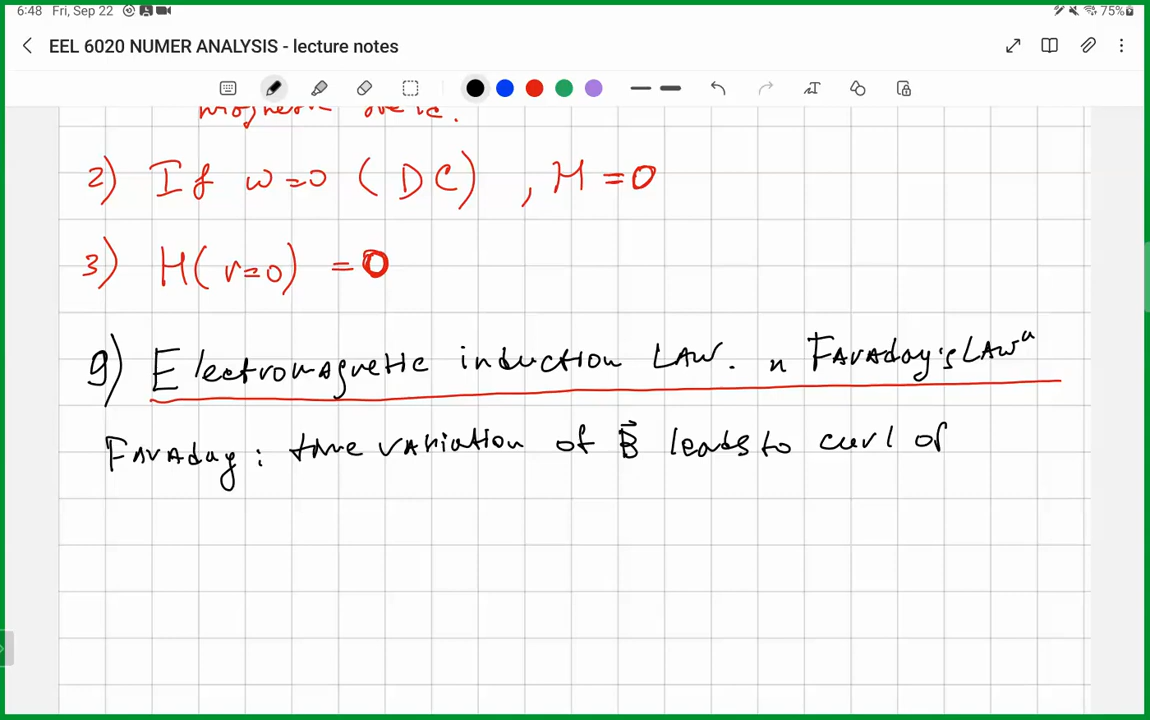 6:48 Fri, Sep 22
75%
EEL 6020 NUMER ANALYSIS - lecture notes
2) If w=0 (DC), H=0
3) H(r=0) = 0
9) Electromagnetic induction LAW. "FARADay's LAW"
FARADAy: time variation of B⃗ leads to curl of